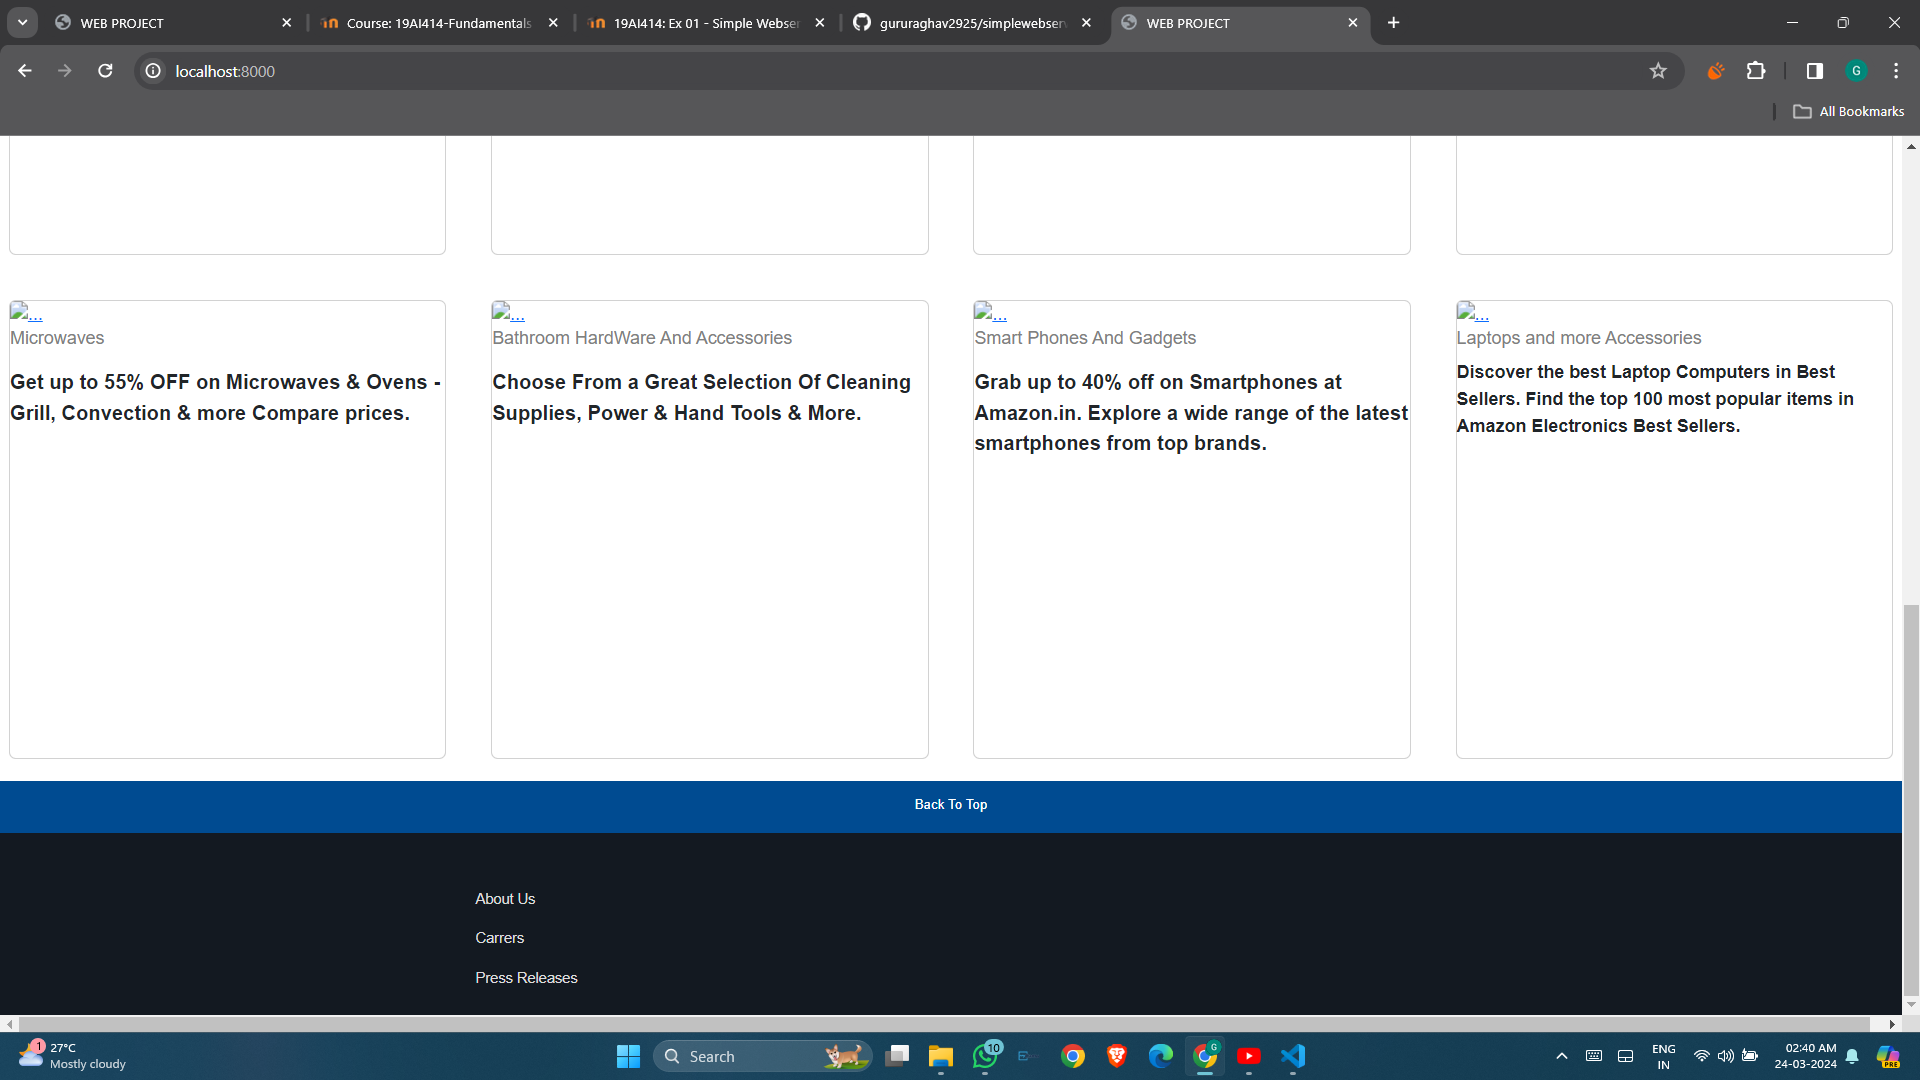 WEB PROJECT
Course: 19AI414-Fundamentals
19AI414: Ex 01 - Simple Webser
gururaghav2925/simplewebserv
WEB PROJECT
localhost:8000
G
All Bookmarks
...
...
...
...
Microwaves
Bathroom HardWare And Accessories
Smart Phones And Gadgets
Laptops and more Accessories
Get up to 55% OFF on Microwaves & Ovens -
Grill, Convection & more Compare prices.
Choose From a Great Selection Of Cleaning
Supplies, Power & Hand Tools & More.
Grab up to 40% off on Smartphones at
Amazon.in. Explore a wide range of the latest
smartphones from top brands.
Discover the best Laptop Computers in Best
Sellers. Find the top 100 most popular items in
Amazon Electronics Best Sellers.
Back To Top
About Us
Carrers
Press Releases
1
27°C
Mostly cloudy
Search
10
G
ENG
IN
02:40 AM
24-03-2024
PRE